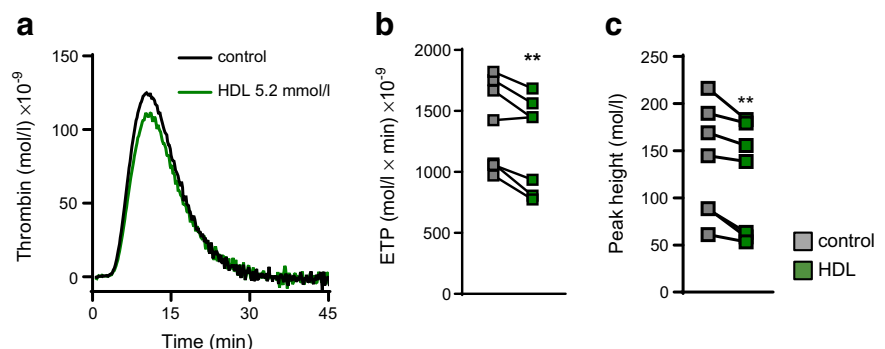 a
150
100
50
0
Thrombin (mol/l) ×10⁻⁹
control
HDL 5.2 mmol/l
0 15 30 45
Time (min)
b
2000
1500
1000
500
0
ETP (mol/l × min) ×10⁻⁹
**
c
250
200
150
100
50
0
Peak height (mol/l)
**
control
HDL